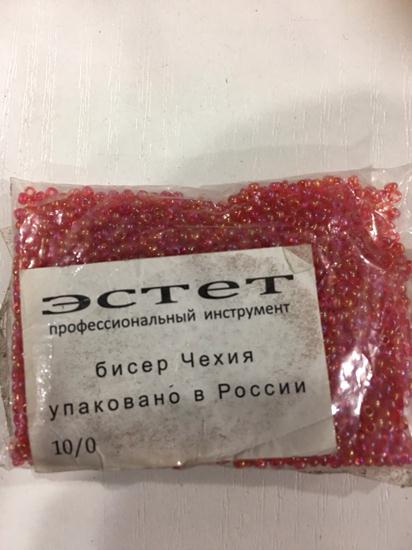 эстет
профессиональный инструмент
бисер Чехия
упаковано в России
10/0